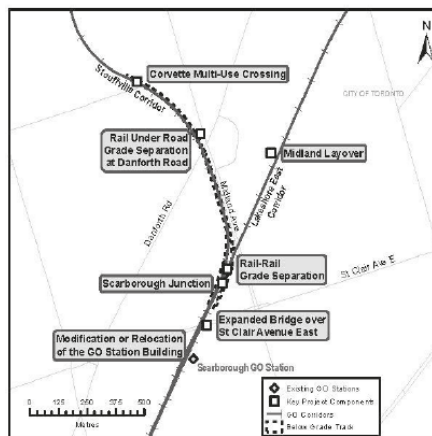 N
CITY OF TORONTO
Corvette Multi-Use Crossing
Stouffville Corridor
Rail Under Road
Grade Separation
at Danforth Road
Midland Layover
Midland Ave
Lakeshore East
Corridor
Danforth Rd
Rail-Rail
Grade Separation
St Clair Ave E
Scarborough Junction
Expanded Bridge over
St Clair Avenue East
Modification or Relocation
of the GO Station Building
Scarborough GO Station
0 125 250 375 500
Metres
Existing GO Stations
Key Project Components
GO Corridors
Below Grade Track